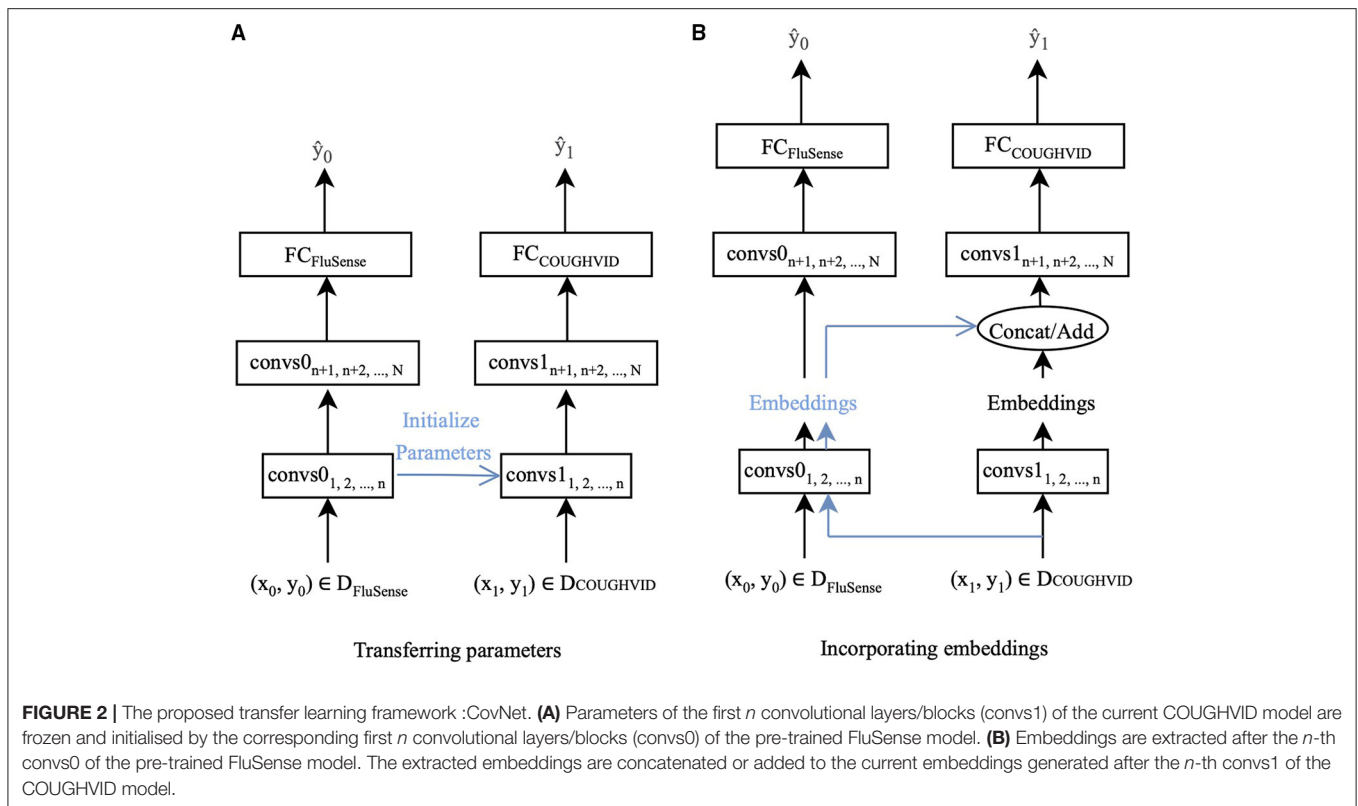 A
ŷ0
ŷ1
FCFluSense
FCCOUGHVID
convs0n+1, n+2, ..., N
convs1n+1, n+2, ..., N
Initialize
Parameters
convs01, 2, ..., n
convs11, 2, ..., n
(x0, y0) ∈ DFluSense
(x1, y1) ∈ DCOUGHVID
Transferring parameters
B
ŷ0
ŷ1
FCFluSense
FCCOUGHVID
convs0n+1, n+2, ..., N
convs1n+1, n+2, ..., N
Concat/Add
Embeddings
Embeddings
convs01, 2, ..., n
convs11, 2, ..., n
(x0, y0) ∈ DFluSense
(x1, y1) ∈ DCOUGHVID
Incorporating embeddings
FIGURE 2 | The proposed transfer learning framework :CovNet. (A) Parameters of the first n convolutional layers/blocks (convs1) of the current COUGHVID model are
frozen and initialised by the corresponding first n convolutional layers/blocks (convs0) of the pre-trained FluSense model. (B) Embeddings are extracted after the n-th
convs0 of the pre-trained FluSense model. The extracted embeddings are concatenated or added to the current embeddings generated after the n-th convs1 of the
COUGHVID model.